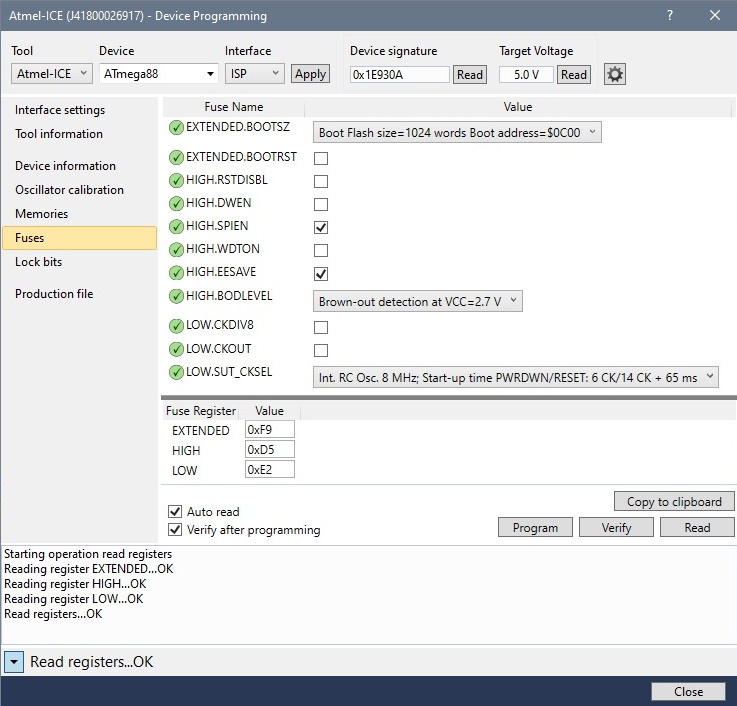 Atmel-ICE (J41800026917) - Device Programming
Tool Device Interface Device signature Target Voltage
Atmel-ICE ATmega88 ISP Apply 0x1E930A Read 5.0 V Read
Interface settings
Tool information
Device information
Oscillator calibration
Memories
Fuses
Lock bits
Production file
Fuse Name Value
EXTENDED.BOOTSZ Boot Flash size=1024 words Boot address=$0C00
EXTENDED.BOOTRST
HIGH.RSTDISBL
HIGH.DWEN
HIGH.SPIEN
HIGH.WDTON
HIGH.EESAVE
HIGH.BODLEVEL Brown-out detection at VCC=2.7 V
LOW.CKDIV8
LOW.CKOUT
LOW.SUT_CKSEL Int. RC Osc. 8 MHz; Start-up time PWRDWN/RESET: 6 CK/14 CK + 65 ms
Fuse Register Value
EXTENDED 0xF9
HIGH 0xD5
LOW 0xE2
Copy to clipboard
Auto read
Verify after programming
Program Verify Read
Starting operation read registers
Reading register EXTENDED...OK
Reading register HIGH...OK
Reading register LOW...OK
Read registers...OK
Read registers...OK
Close